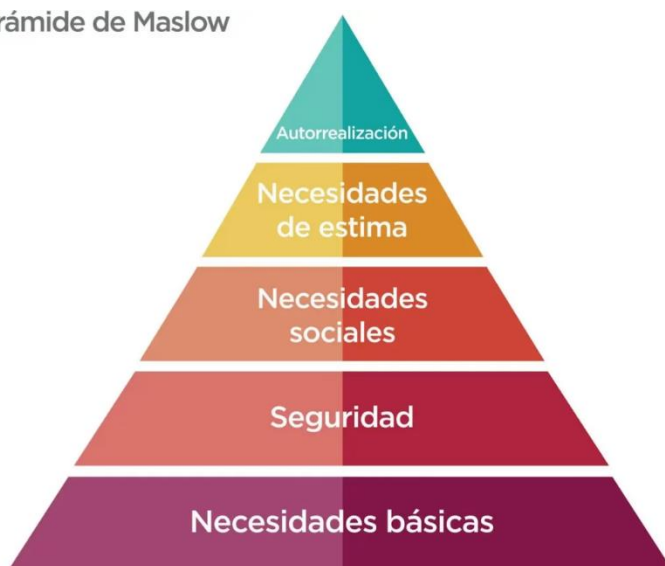 rámide de Maslow
Autorrealización
Necesidades
de estima
Necesidades
sociales
Seguridad
Necesidades básicas